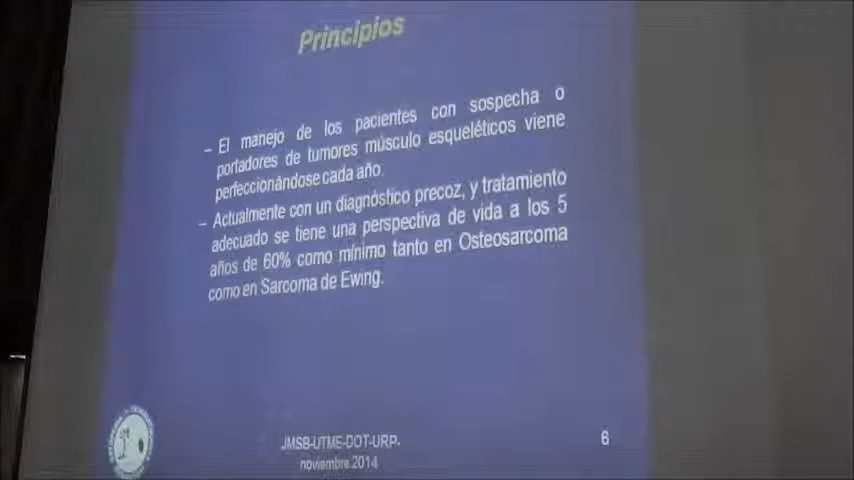 Principios
– El manejo de los pacientes con sospecha o
portadores de tumores músculo esqueléticos viene
perfeccionándose cada año.
– Actualmente con un diagnóstico precoz, y tratamiento
adecuado se tiene una perspectiva de vida a los 5
años de 60% como mínimo tanto en Osteosarcoma
como en Sarcoma de Ewing.
JMSB-UTME-DOT-URP.
noviembre 2014
6